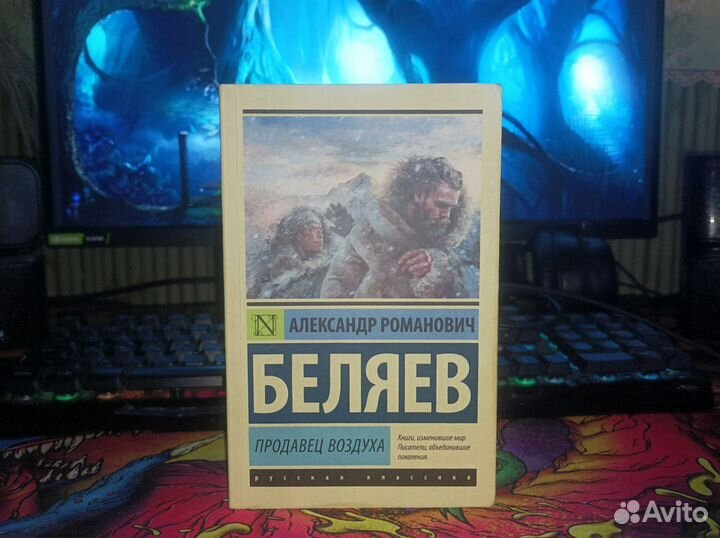 N
АЛЕКСАНДР РОМАНОВИЧ
БЕЛЯЕВ
ПРОДАВЕЦ ВОЗДУХА
Книги, изменившие мир.
Писатели, объединившие
поколения.
русская классика
Avito